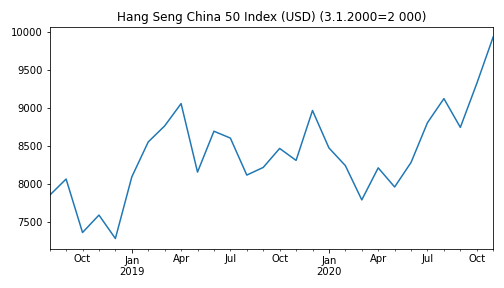 Hang Seng China 50 Index (USD) (3.1.2000=2 000)
10000
9500
9000
8500
8000
7500
Oct
Jan
2019
Apr
Jul
Oct
Jan
2020
Apr
Jul
Oct